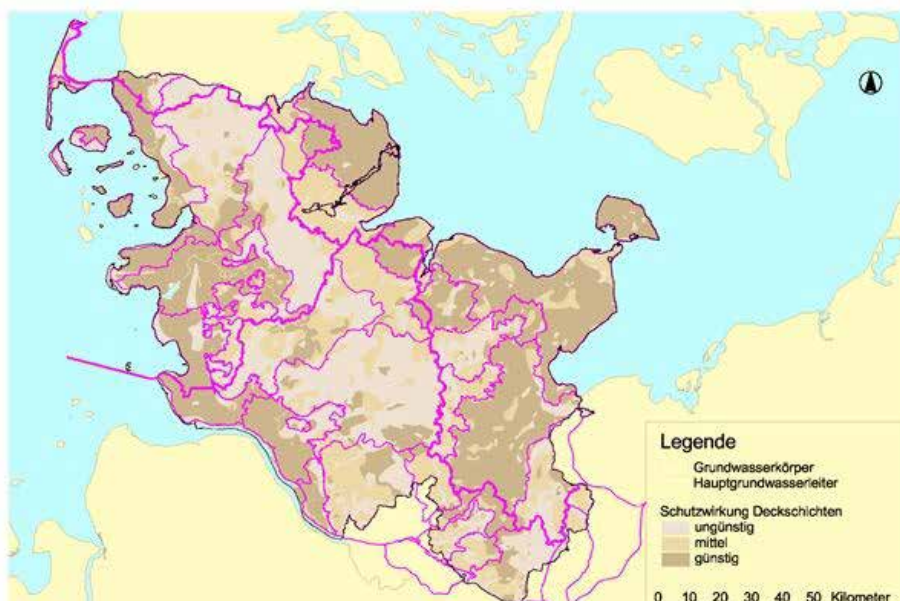 Legende
Grundwasserkörper
Hauptgrundwasserleiter
Schutzwirkung Deckschichten
ungünstig
mittel
günstig
0 10 20 30 40 50 Kilometer